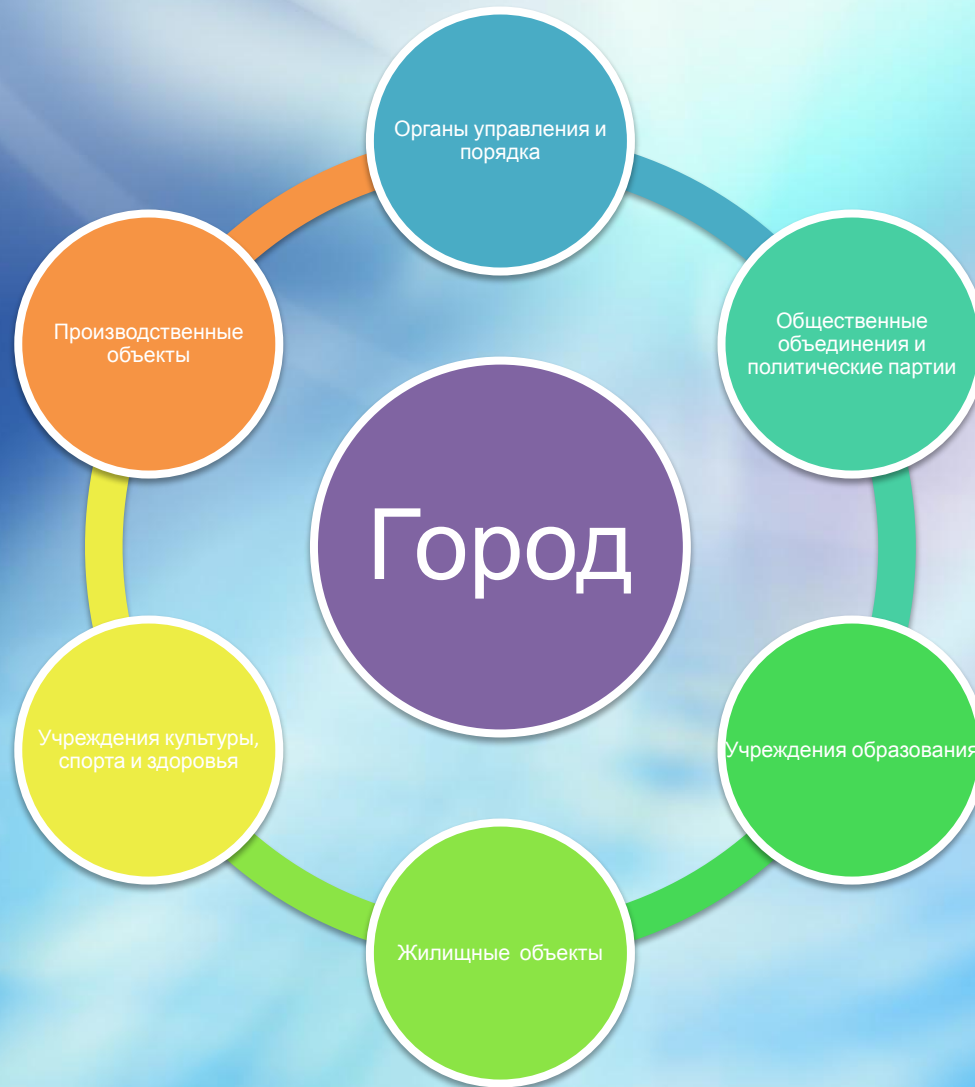 Органы управления и
порядка
Общественные
объединения и
политические партии
Производственные
объекты
Город
Учреждения культуры,
спорта и здоровья
Учреждения образования
Жилищные объекты